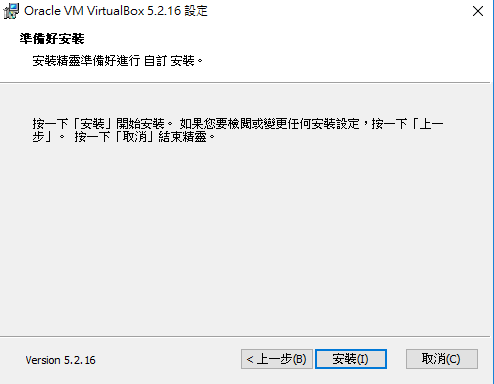 Oracle VM VirtualBox 5.2.16 設定
準備好安裝
安裝精靈準備好進行 自訂 安裝。
按一下「安裝」開始安裝。 如果您要檢閱或變更任何安裝設定，按一下「上一
步」。 按一下「取消」結束精靈。
Version 5.2.16
< 上一步(B)
安裝(I)
取消(C)